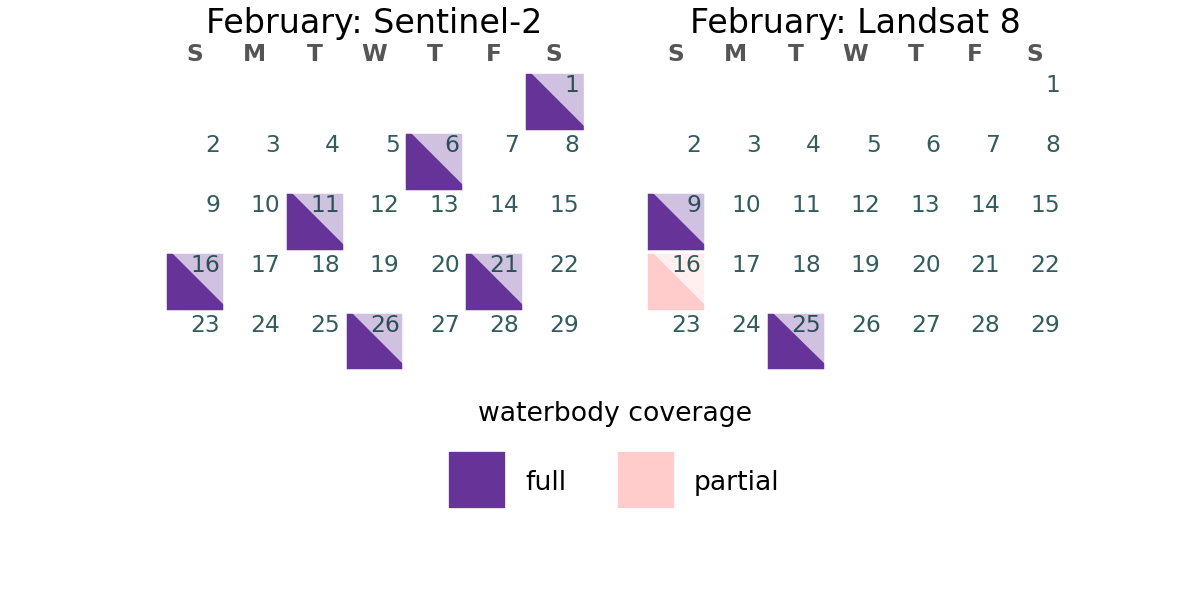 February: Sentinel-2
S M T W T F S
1
2 3 4 5 6 7 8
9 10 11 12 13 14 15
16 17 18 19 20 21 22
23 24 25 26 27 28 29
February: Landsat 8
S M T W T F S
1
2 3 4 5 6 7 8
9 10 11 12 13 14 15
16 17 18 19 20 21 22
23 24 25 26 27 28 29
waterbody coverage
full
partial